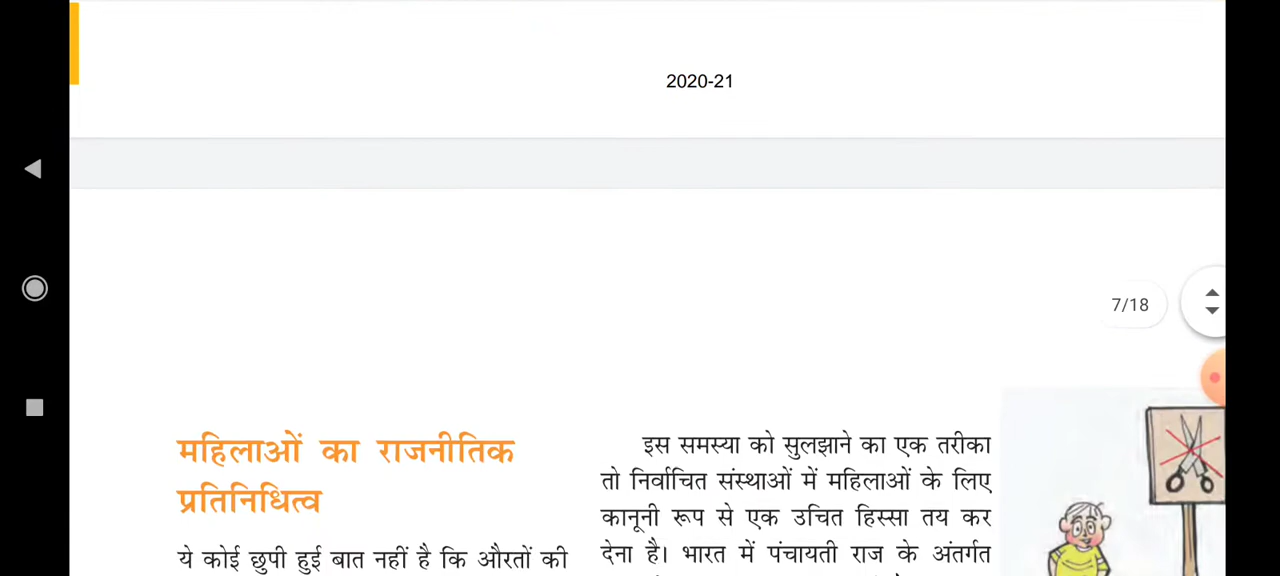 2020-21
7/18
महिलाओं का राजनीतिक
प्रतिनिधित्व
ये कोई छुपी हुई बात नहीं है कि औरतों की
इस समस्या को सुलझाने का एक तरीका
तो निर्वाचित संस्थाओं में महिलाओं के लिए
कानूनी रूप से एक उचित हिस्सा तय कर
देना है। भारत में पंचायती राज के अंतर्गत